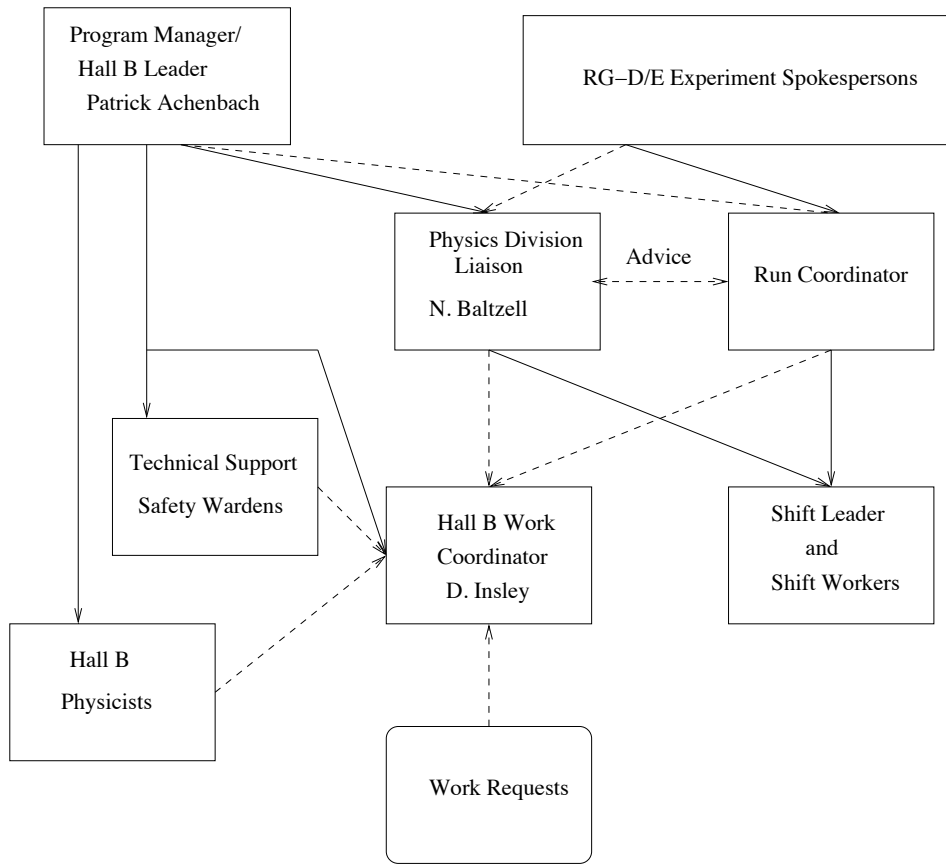 Program Manager/
Hall B Leader
Patrick Achenbach
RG−D/E Experiment Spokespersons
Physics Division
Liaison
N. Baltzell
Advice
Run Coordinator
Technical Support
Safety Wardens
Hall B Work
Coordinator
D. Insley
Shift Leader
and
Shift Workers
Hall B
Physicists
Work Requests